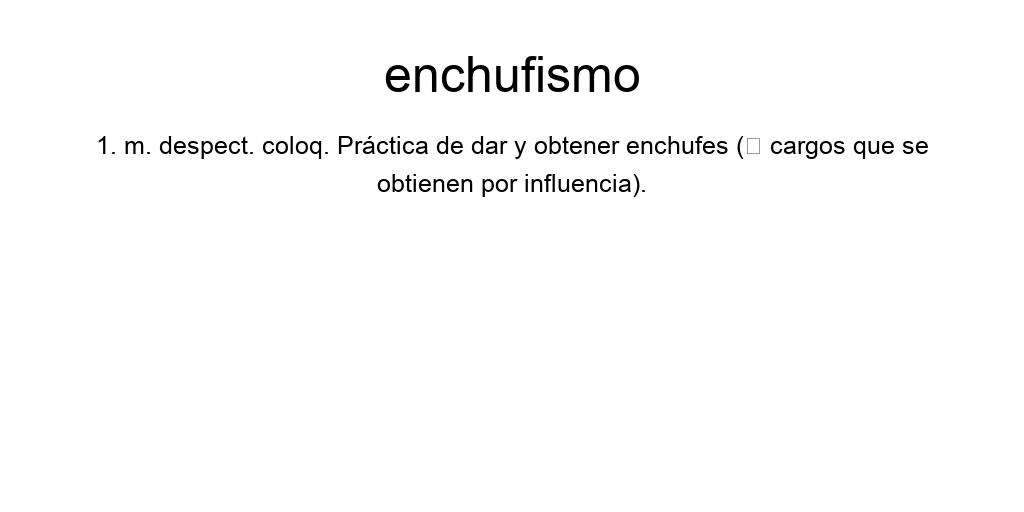 enchufismo
1. m. despect. coloq. Práctica de dar y obtener enchufes (□ cargos que se
obtienen por influencia).